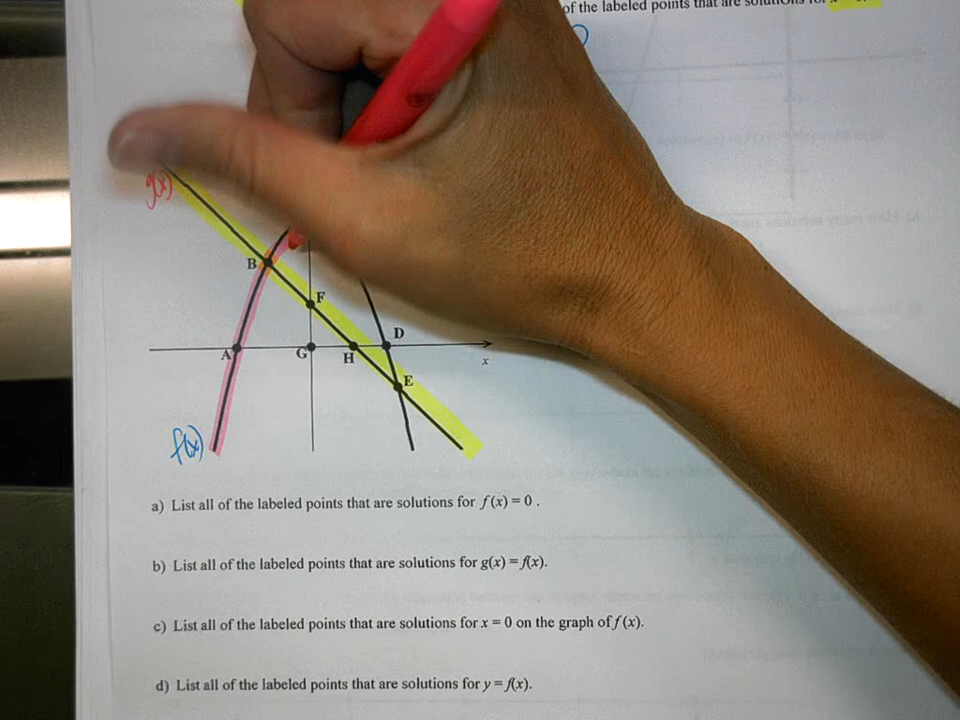 of the labeled points that are solutions for
g(x)
B
F
D
A
G
H
x
E
f(x)
a) List all of the labeled points that are solutions for f(x) = 0.
b) List all of the labeled points that are solutions for g(x) = f(x).
c) List all of the labeled points that are solutions for x = 0 on the graph of f(x).
d) List all of the labeled points that are solutions for y = f(x).